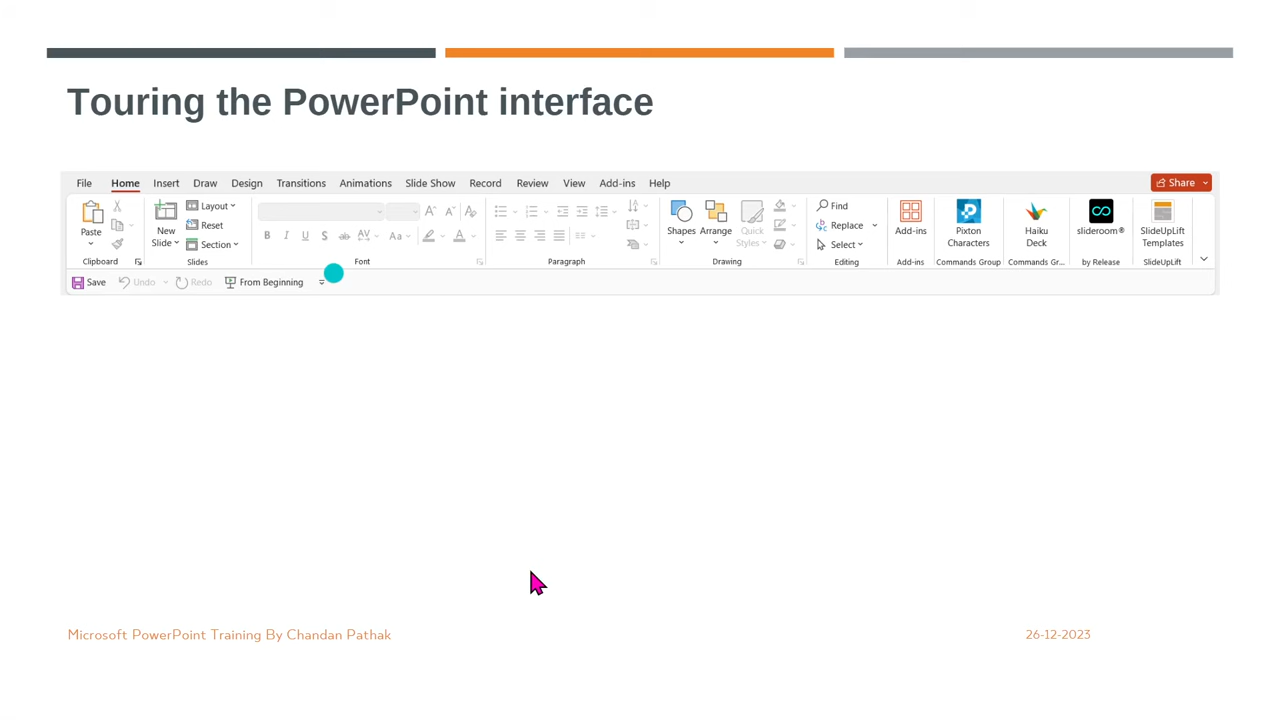 Touring the PowerPoint interface
File Home Insert Draw Design Transitions Animations Slide Show Record Review View Add-ins Help Share
Paste New Slide Layout Reset Section
B I U S ab AV Aa A
Shapes Arrange Quick Styles Find Replace Select
Add-ins Pixton Characters Haiku Deck slideroom® SlideUpLift Templates
Clipboard Slides Font Paragraph Drawing Editing Add-ins Commands Group Commands Gr... by Release SlideUpLift
Save Undo Redo From Beginning
Microsoft PowerPoint Training By Chandan Pathak 26-12-2023